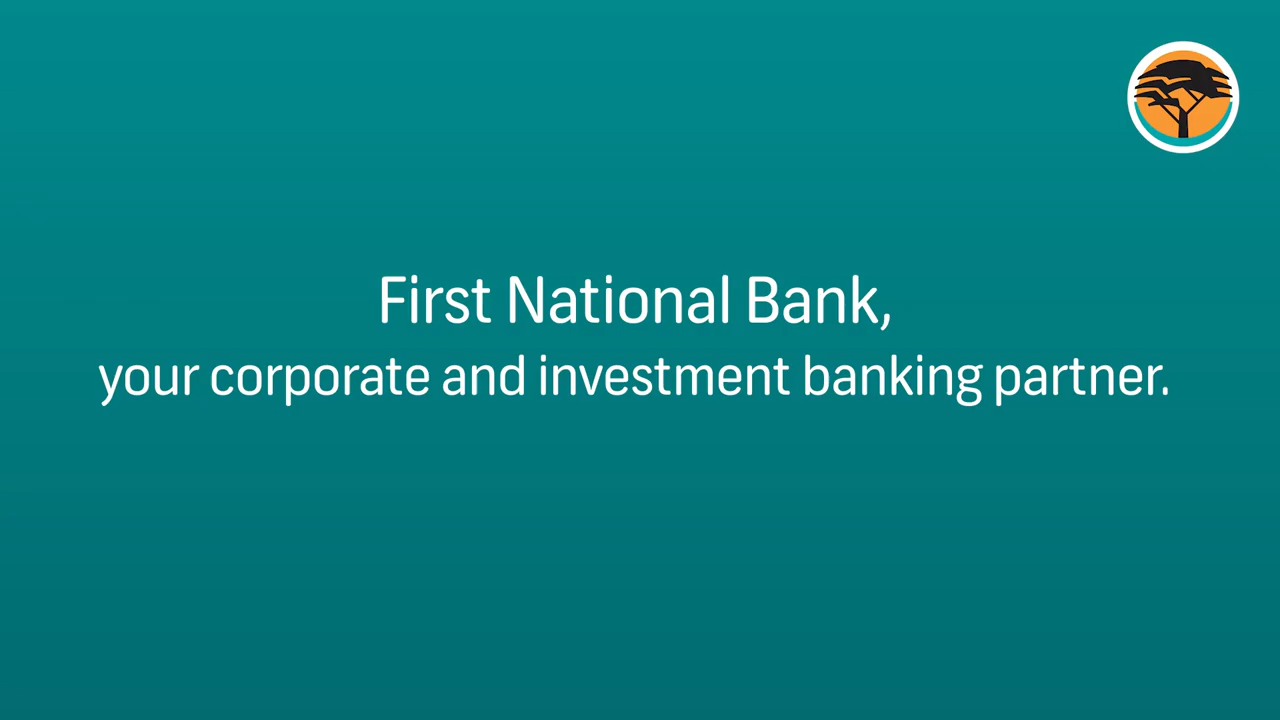 First National Bank,
your corporate and investment banking partner.